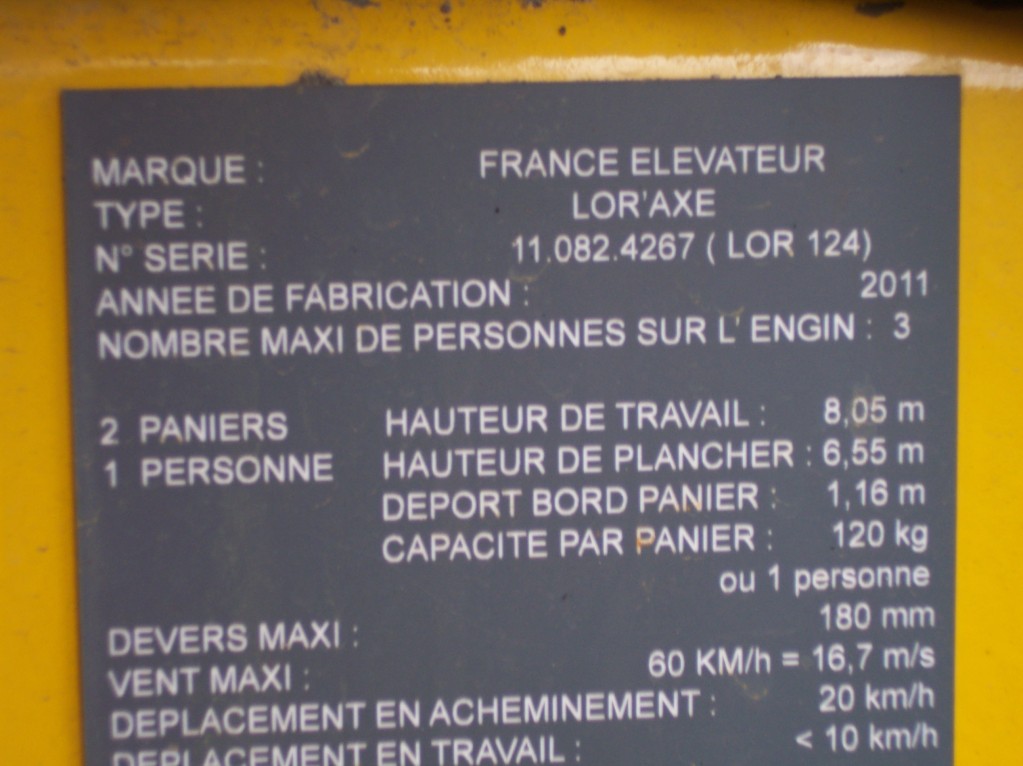 MARQUE : FRANCE ELEVATEUR
TYPE : LOR'AXE
N° SERIE : 11.082.4267 ( LOR 124)
ANNEE DE FABRICATION : 2011
NOMBRE MAXI DE PERSONNES SUR L' ENGIN : 3
2 PANIERS HAUTEUR DE TRAVAIL : 8,05 m
1 PERSONNE HAUTEUR DE PLANCHER : 6,55 m
DEPORT BORD PANIER : 1,16 m
CAPACITE PAR PANIER : 120 kg
ou 1 personne
DEVERS MAXI : 180 mm
VENT MAXI : 60 KM/h = 16,7 m/s
DEPLACEMENT EN ACHEMINEMENT : 20 km/h
DEPLACEMENT EN TRAVAIL : < 10 km/h